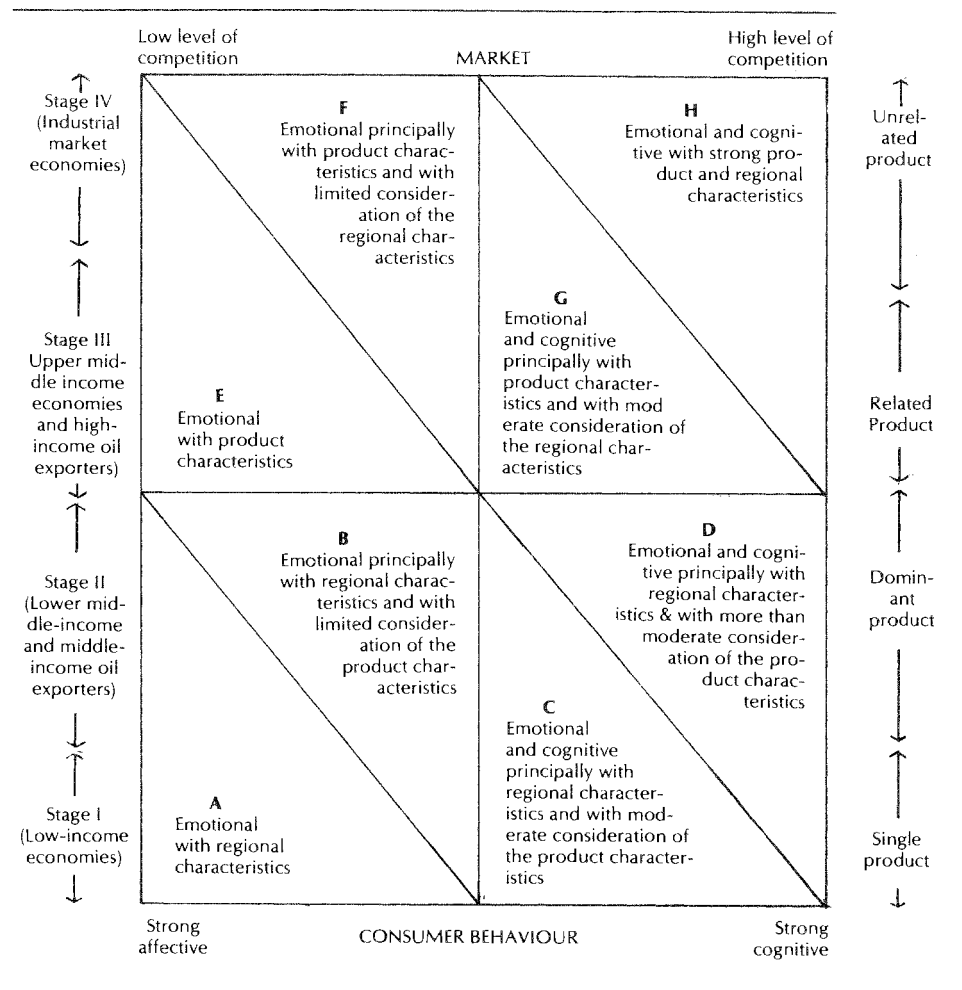 Low level of
competition
MARKET
High level of
competition
Stage IV
(Industrial
market
economies)
Stage III
Upper mid-
dle income
economies
and high-
income oil
exporters)
Stage II
(Lower mid-
dle-income
and middle-
income oil
exporters)
Stage I
(Low-income
economies)
F
Emotional principally
with product charac-
teristics and with
limited consider-
ation of the
regional char-
acteristics
H
Emotional and cogni-
tive with strong pro-
duct and regional
characteristics
E
Emotional
with product
characteristics
G
Emotional
and cognitive
principally with
product character-
istics and with mod
erate consideration of
the regional char-
acteristics
B
Emotional principally
with regional charac-
teristics and with
limited consider-
ation of the
product char-
acteristics
D
Emotional and cogni-
tive principally with
regional character-
istics & with more than
moderate consider-
ation of the pro-
duct charac-
teristics
A
Emotional
with regional
characteristics
C
Emotional
and cognitive
principally with
regional character-
istics and with mod-
erate consideration of
the product character-
istics
Unrel-
ated
product
Related
Product
Domin-
ant
product
Single
product
Strong
affective
CONSUMER BEHAVIOUR
Strong
cognitive